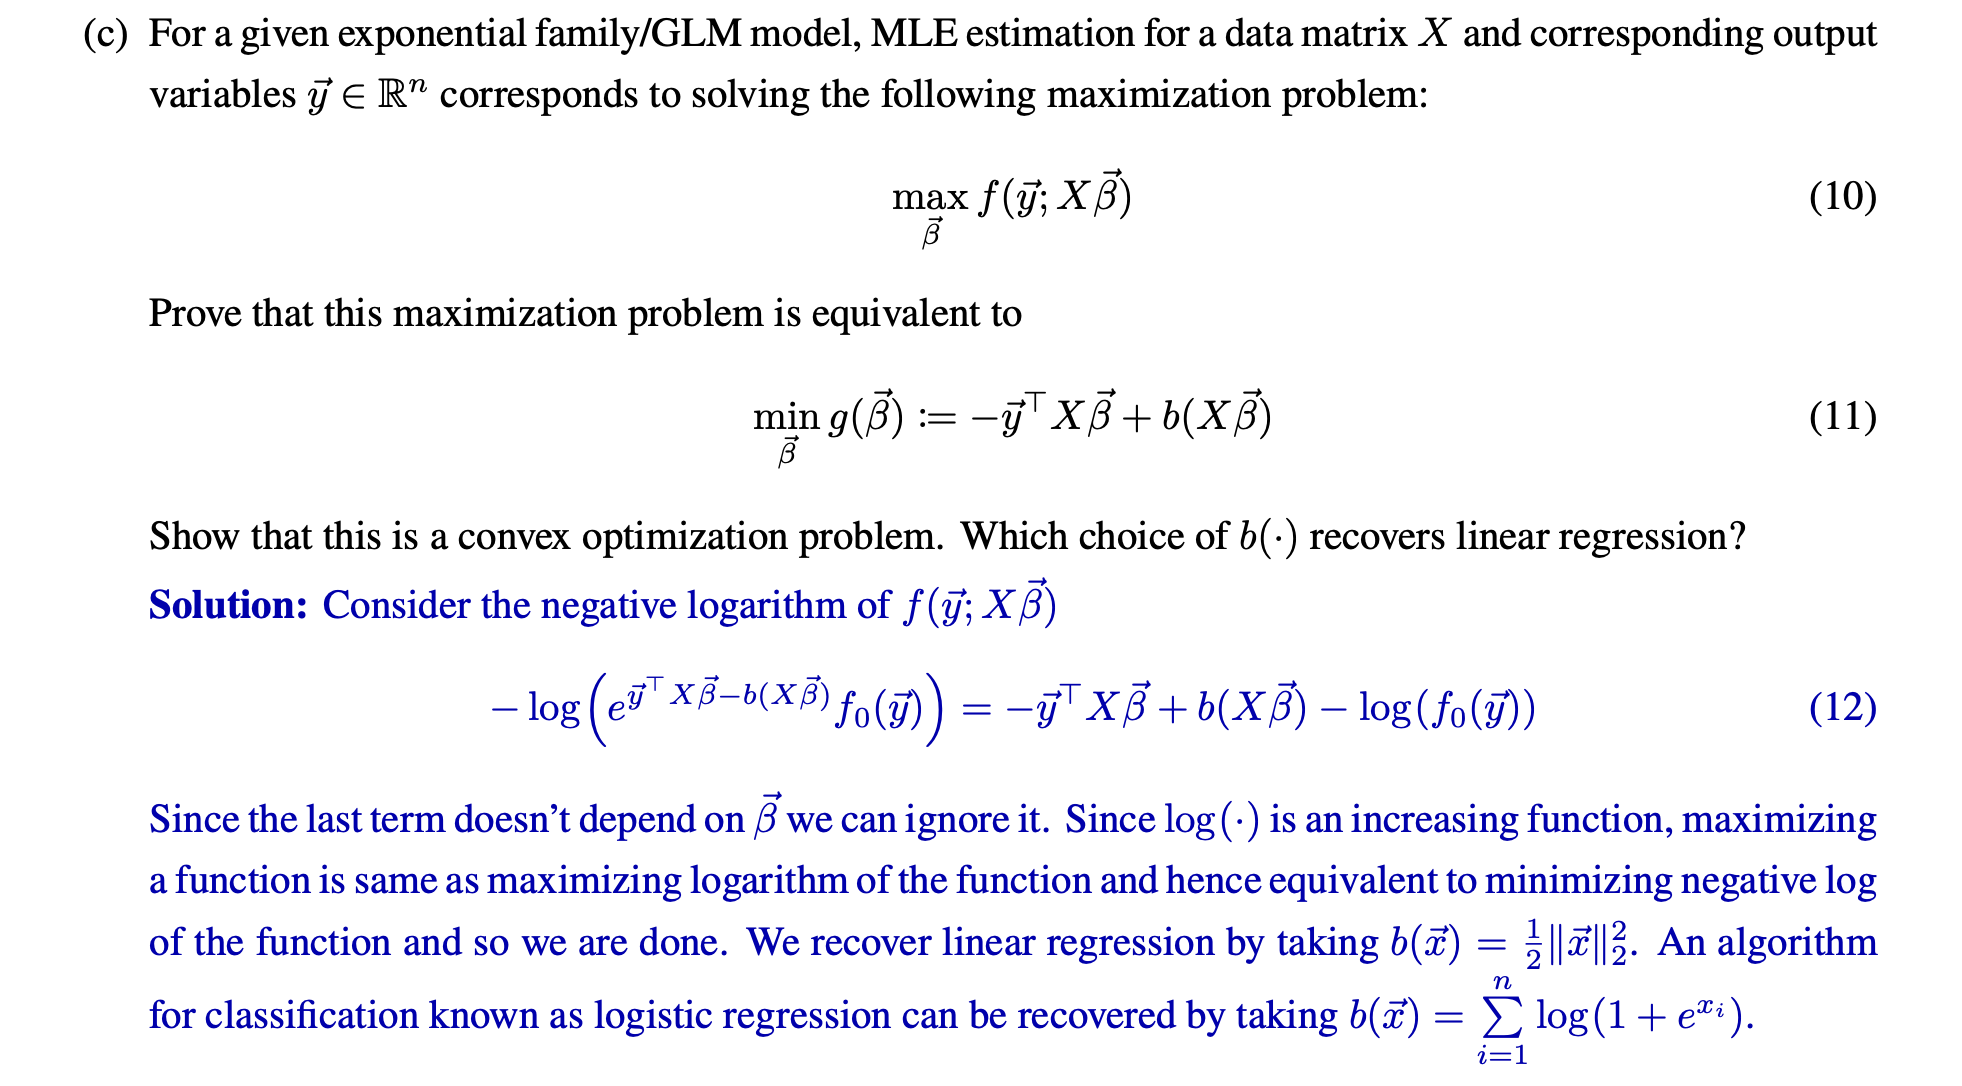 (c) For a given exponential family/GLM model, MLE estimation for a data matrix $X$ and corresponding output
variables $\vec{y} \in \mathbb{R}^n$ corresponds to solving the following maximization problem:
$\max_{\vec{\beta}} f(\vec{y}; X\vec{\beta})$ (10)
Prove that this maximization problem is equivalent to
$\min_{\vec{\beta}} g(\vec{\beta}) := -\vec{y}^\top X\vec{\beta} + b(X\vec{\beta})$ (11)
Show that this is a convex optimization problem. Which choice of $b(\cdot)$ recovers linear regression?
Solution: Consider the negative logarithm of $f(\vec{y}; X\vec{\beta})$
$-\log\left(e^{\vec{y}^\top X\vec{\beta} - b(X\vec{\beta})} f_0(\vec{y})\right) = -\vec{y}^\top X\vec{\beta} + b(X\vec{\beta}) - \log(f_0(\vec{y}))$ (12)
Since the last term doesn't depend on $\vec{\beta}$ we can ignore it. Since $\log(\cdot)$ is an increasing function, maximizing
a function is same as maximizing logarithm of the function and hence equivalent to minimizing negative log
of the function and so we are done. We recover linear regression by taking $b(\vec{x}) = \frac{1}{2}\|\vec{x}\|_2^2$. An algorithm
for classification known as logistic regression can be recovered by taking $b(\vec{x}) = \sum_{i=1}^{n} \log(1 + e^{x_i})$.